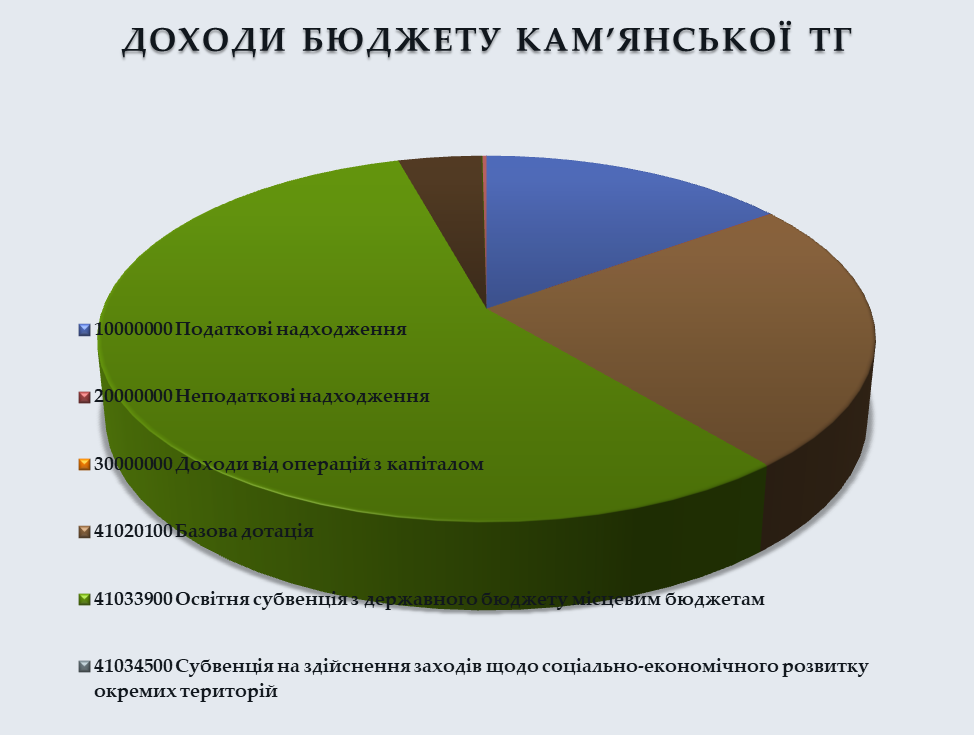 ДОХОДИ БЮДЖЕТУ КАМ’ЯНСЬКОЇ ТГ
10000000 Податкові надходження
20000000 Неподаткові надходження
30000000 Доходи від операцій з капіталом
41020100 Базова дотація
41033900 Освітня субвенція з державного бюджету місцевим бюджетам
41034500 Субвенція на здійснення заходів щодо соціально-економічного розвитку
окремих територій